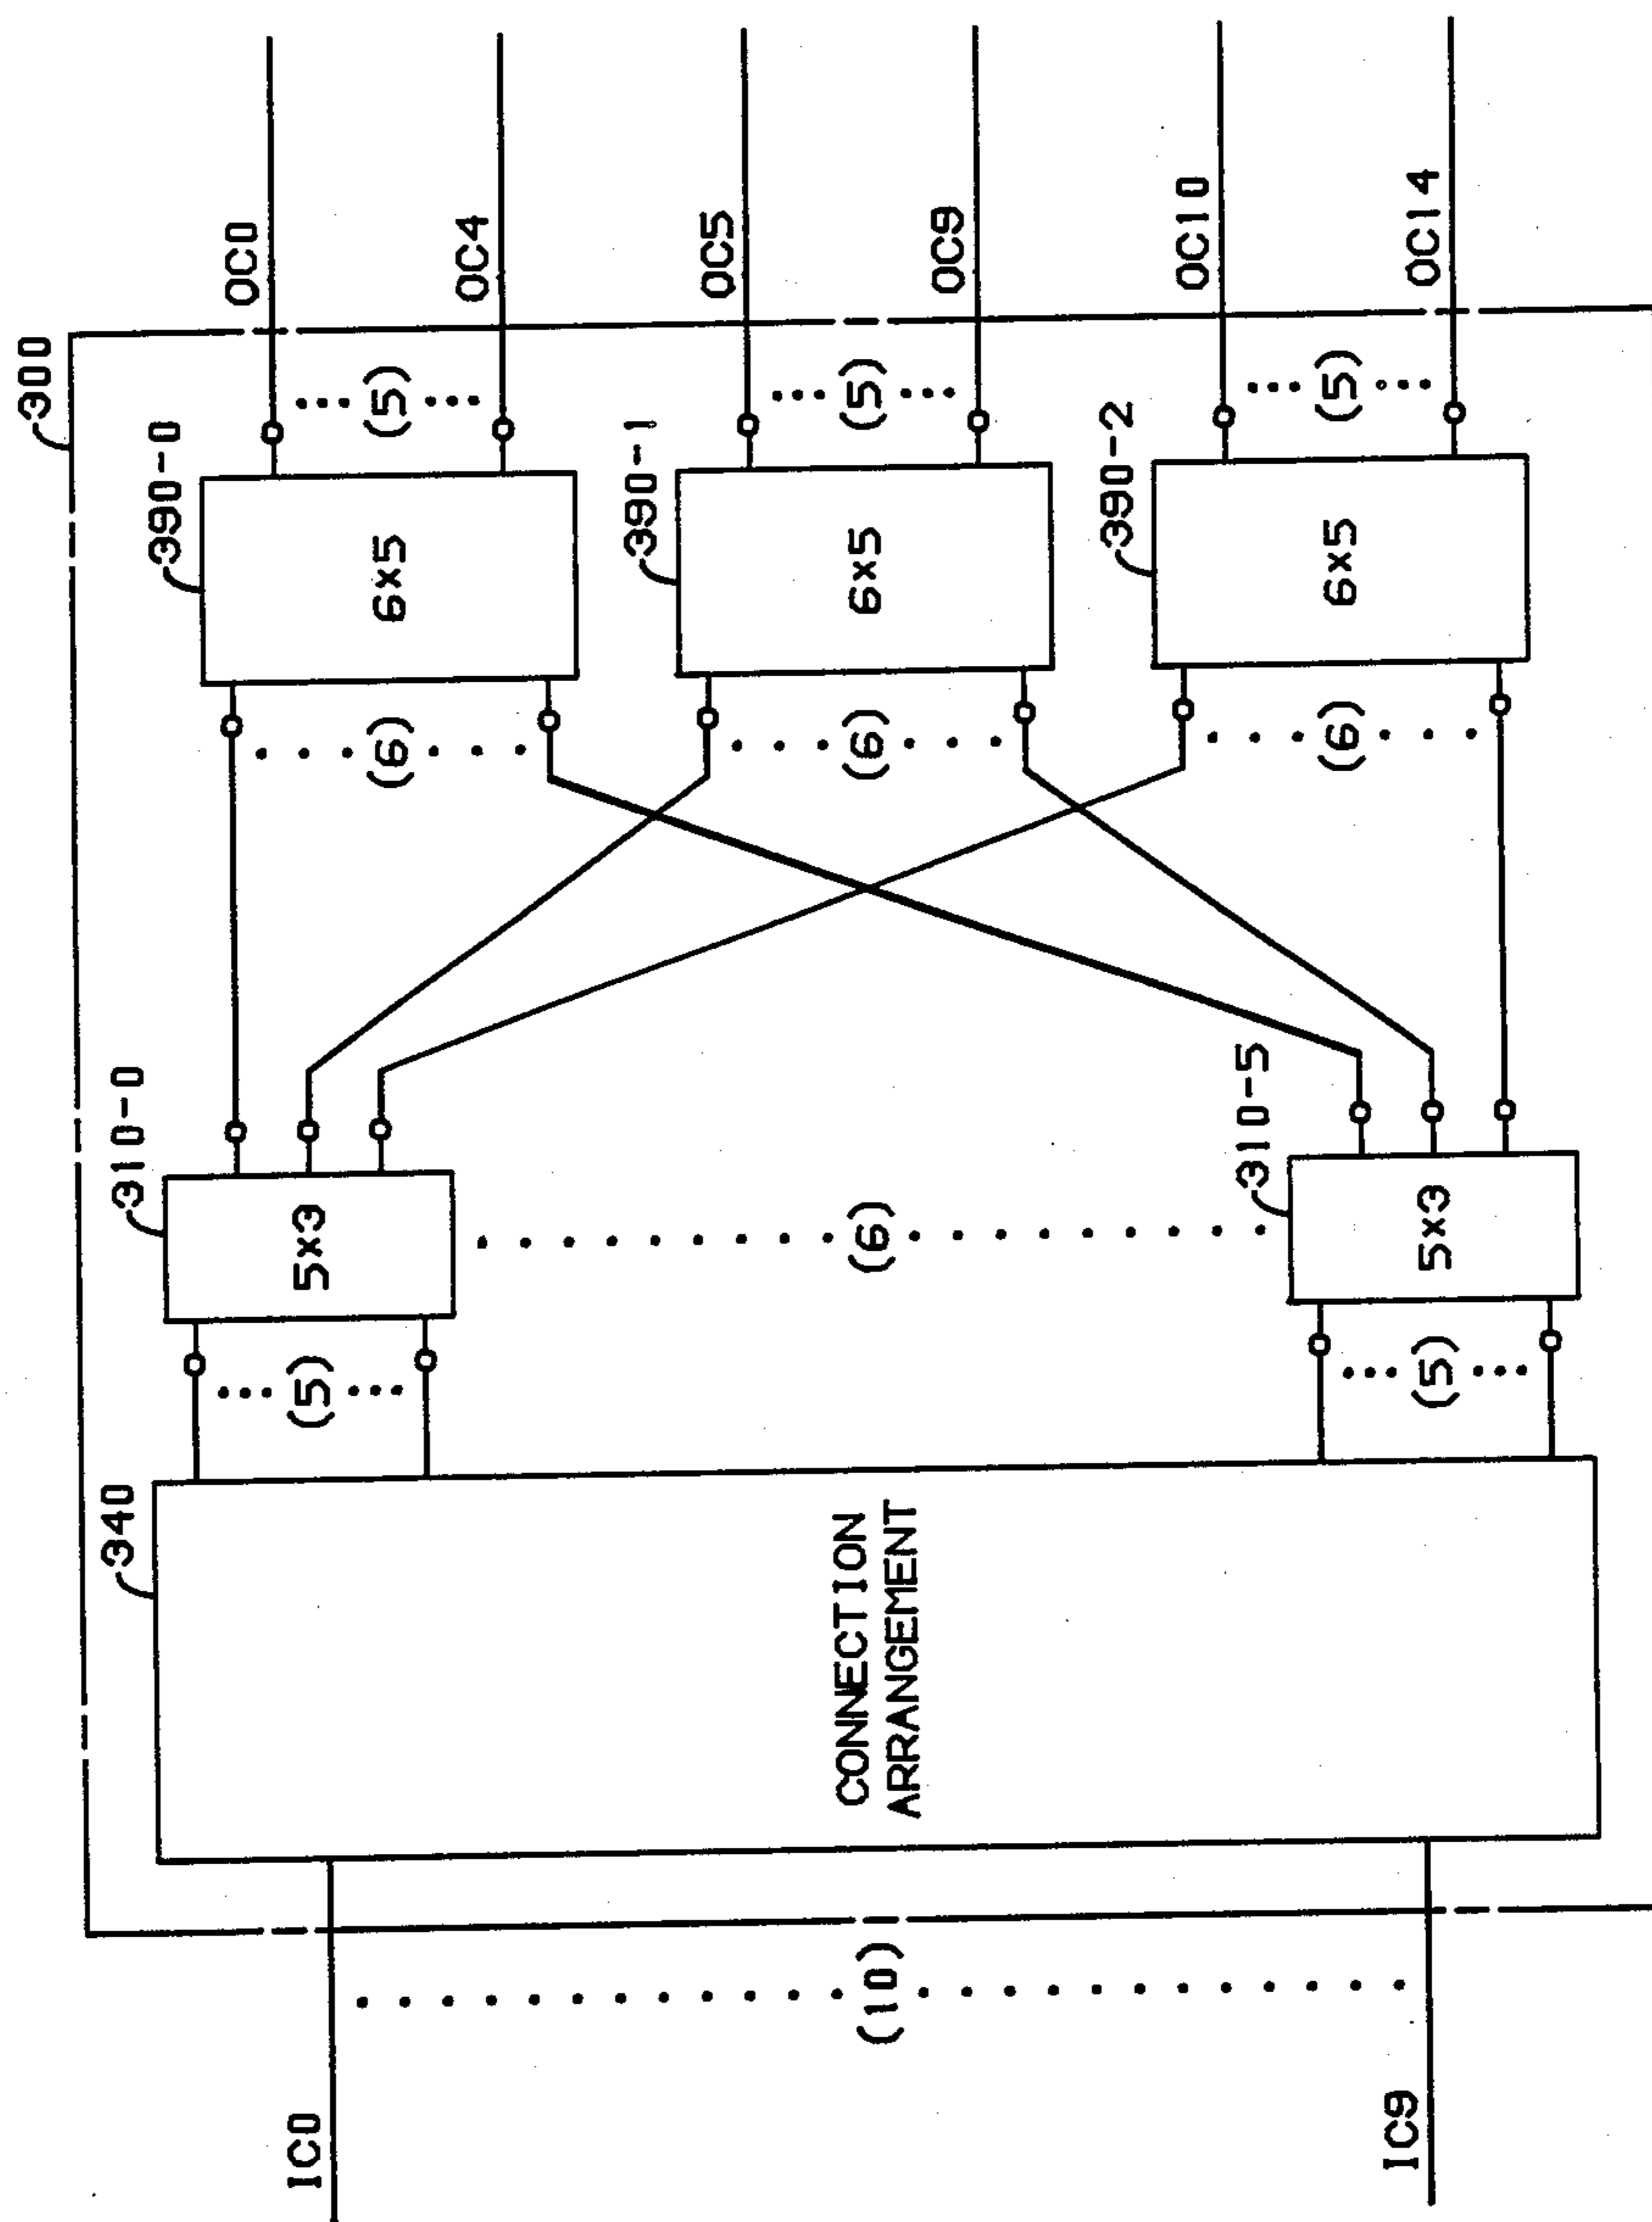 300
340
310-0
390-0
OC0
5x3
6x5
(5)
(6)
(5)
OC4
IC0
390-1
OC5
6x5
(6)
(5)
OC9
(10)
CONNECTION
ARRANGEMENT
(6)
390-2
OC10
310-5
6x5
(6)
(5)
OC14
(5)
5x3
IC9